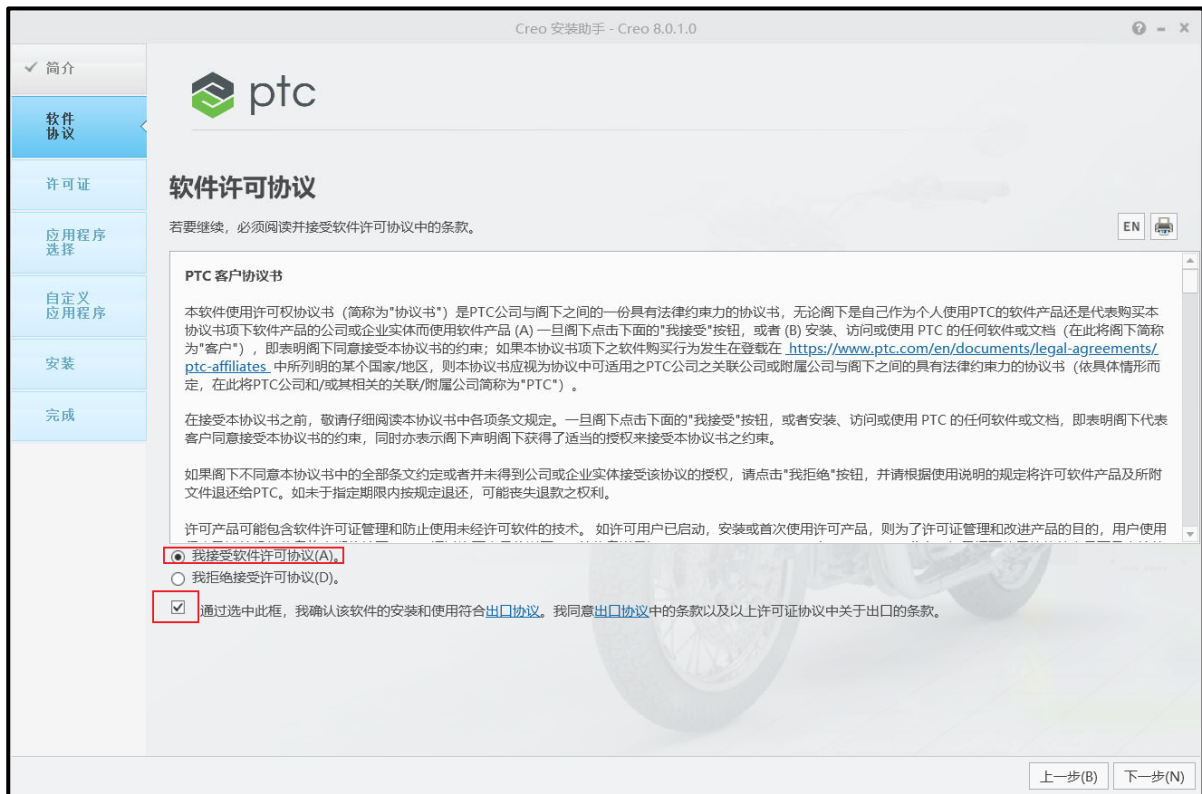 Creo 安装助手 - Creo 8.0.1.0
简介
软件
协议
许可证
应用程序
选择
自定义
应用程序
安装
完成
ptc
软件许可协议
若要继续，必须阅读并接受软件许可协议中的条款。
EN
PTC 客户协议书
本软件使用许可权协议书（简称为"协议书"）是PTC公司与阁下之间的一份具有法律约束力的协议书，无论阁下是自己作为个人使用PTC的软件产品还是代表购买本
协议书项下软件产品的公司或企业实体而使用软件产品 (A) 一旦阁下点击下面的"我接受"按钮，或者 (B) 安装、访问或使用 PTC 的任何软件或文档（在此将阁下简称
为"客户"），即表明阁下同意接受本协议书的约束；如果本协议书项下之软件购买行为发生在登载在 https://www.ptc.com/en/documents/legal-agreements/
ptc-affiliates 中所列明的某个国家/地区，则本协议书应视为协议中可适用之PTC公司之关联公司或附属公司与阁下之间的具有法律约束力的协议书（依具体情形而
定，在此将PTC公司和/或其相关的关联/附属公司简称为"PTC"）。
在接受本协议书之前，敬请仔细阅读本协议书中各项条文规定。一旦阁下点击下面的"我接受"按钮，或者安装、访问或使用 PTC 的任何软件或文档，即表明阁下代表
客户同意接受本协议书的约束，同时亦表示阁下声明阁下获得了适当的授权来接受本协议书之约束。
如果阁下不同意本协议书中的全部条文约定或者并未得到公司或企业实体接受该协议的授权，请点击"我拒绝"按钮，并请根据使用说明的规定将许可软件产品及所附
文件退还给PTC。如未于指定期限内按规定退还，可能丧失退款之权利。
许可产品可能包含软件许可证管理和防止使用未经许可软件的技术。 如许可用户已启动，安装或首次使用许可产品，则为了许可证管理和改进产品的目的，用户使用
我接受软件许可协议(A)。
我拒绝接受许可协议(D)。
通过选中此框，我确认该软件的安装和使用符合出口协议。我同意出口协议中的条款以及以上许可证协议中关于出口的条款。
上一步(B)
下一步(N)